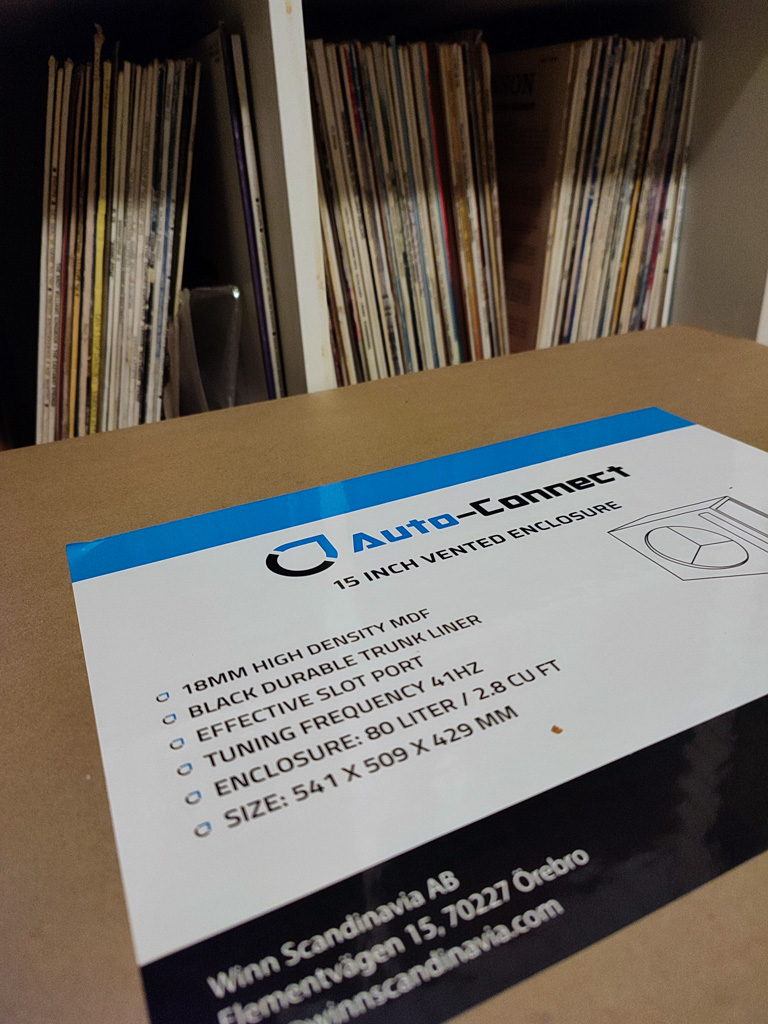 Auto-Connect
15 INCH VENTED ENCLOSURE
18MM HIGH DENSITY MDF
BLACK DURABLE TRUNK LINER
EFFECTIVE SLOT PORT
TUNING FREQUENCY 41HZ
ENCLOSURE: 80 LITER / 2.8 CU FT
SIZE: 541 X 509 X 429 MM
Winn Scandinavia AB
Elementvägen 15, 70227 Örebro
@winnscandinavia.com